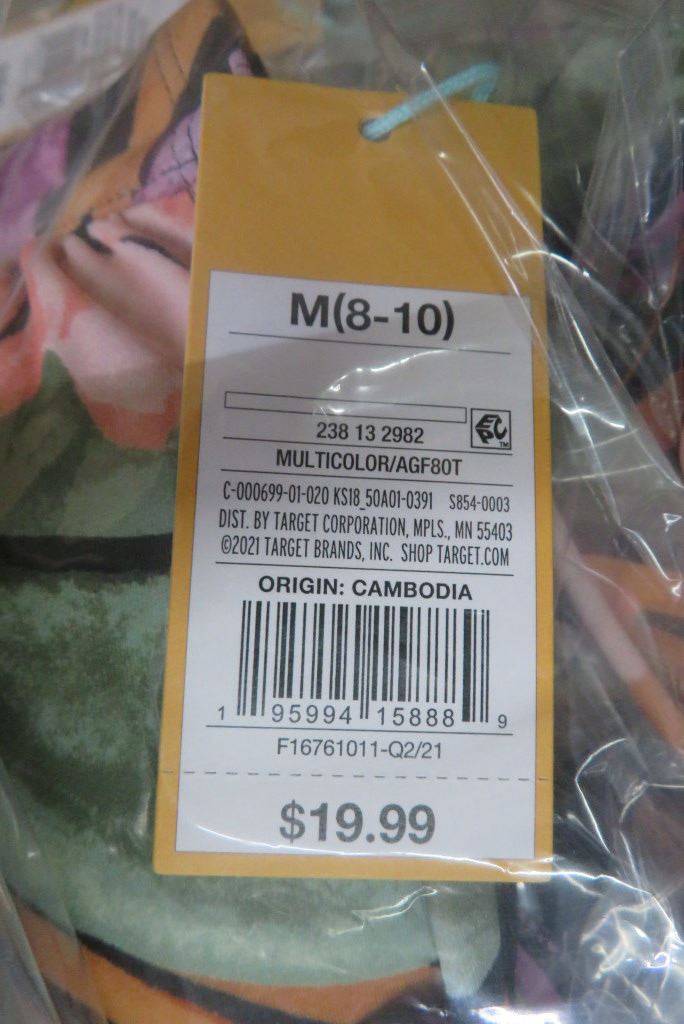 M(8-10)
238 13 2982
EPC
TM
MULTICOLOR/AGF80T
C-000699-01-020 KS18_50A01-0391 S854-0003
DIST. BY TARGET CORPORATION, MPLS., MN 55403
©2021 TARGET BRANDS, INC. SHOP TARGET.COM
ORIGIN: CAMBODIA
1 95994 15888 9
F16761011-Q2/21
$19.99